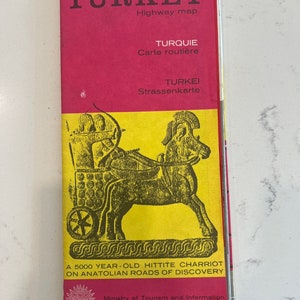 TURKEY
Highway map
TURQUIE
Carte routière
TURKEI
Strassenkarte
A 5000 YEAR-OLD HITTITE CHARRIOT
ON ANATOLIAN ROADS OF DISCOVERY
Ministry of Tourism and Information